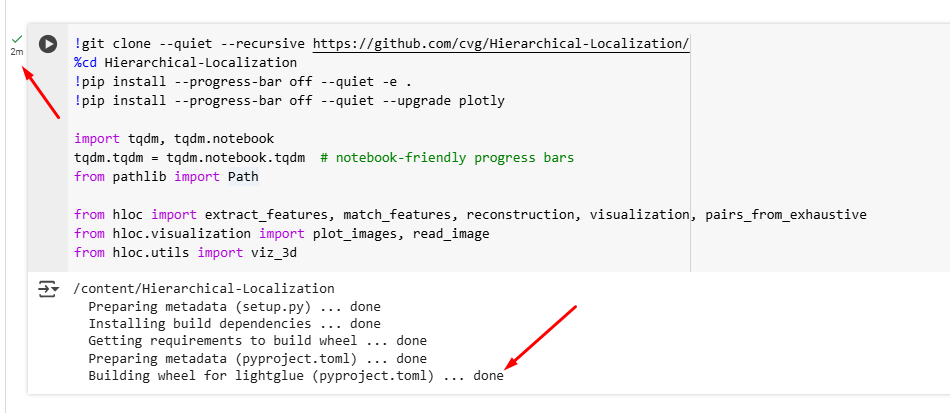 2m
!git clone --quiet --recursive https://github.com/cvg/Hierarchical-Localization/
%cd Hierarchical-Localization
!pip install --progress-bar off --quiet -e .
!pip install --progress-bar off --quiet --upgrade plotly

import tqdm, tqdm.notebook
tqdm.tqdm = tqdm.notebook.tqdm  # notebook-friendly progress bars
from pathlib import Path

from hloc import extract_features, match_features, reconstruction, visualization, pairs_from_exhaustive
from hloc.visualization import plot_images, read_image
from hloc.utils import viz_3d
/content/Hierarchical-Localization
  Preparing metadata (setup.py) ... done
  Installing build dependencies ... done
  Getting requirements to build wheel ... done
  Preparing metadata (pyproject.toml) ... done
  Building wheel for lightglue (pyproject.toml) ... done